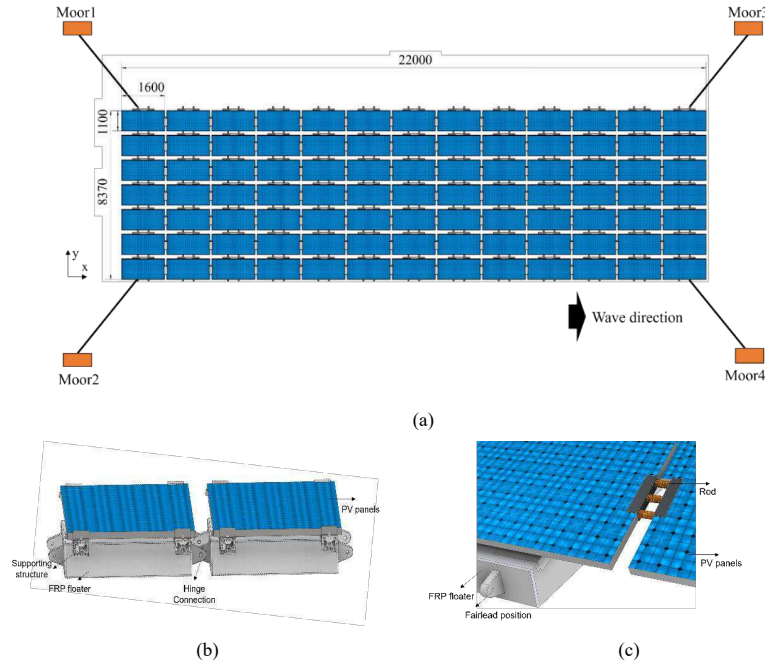 Moor1
Moor3
22000
1600
1100
8370
y
x
Wave direction
Moor2
Moor4
(a)
PV panels
Supporting
structure
FRP floater
Hinge
Connection
Rod
PV panels
FRP floater
Fairlead position
(b)
(c)